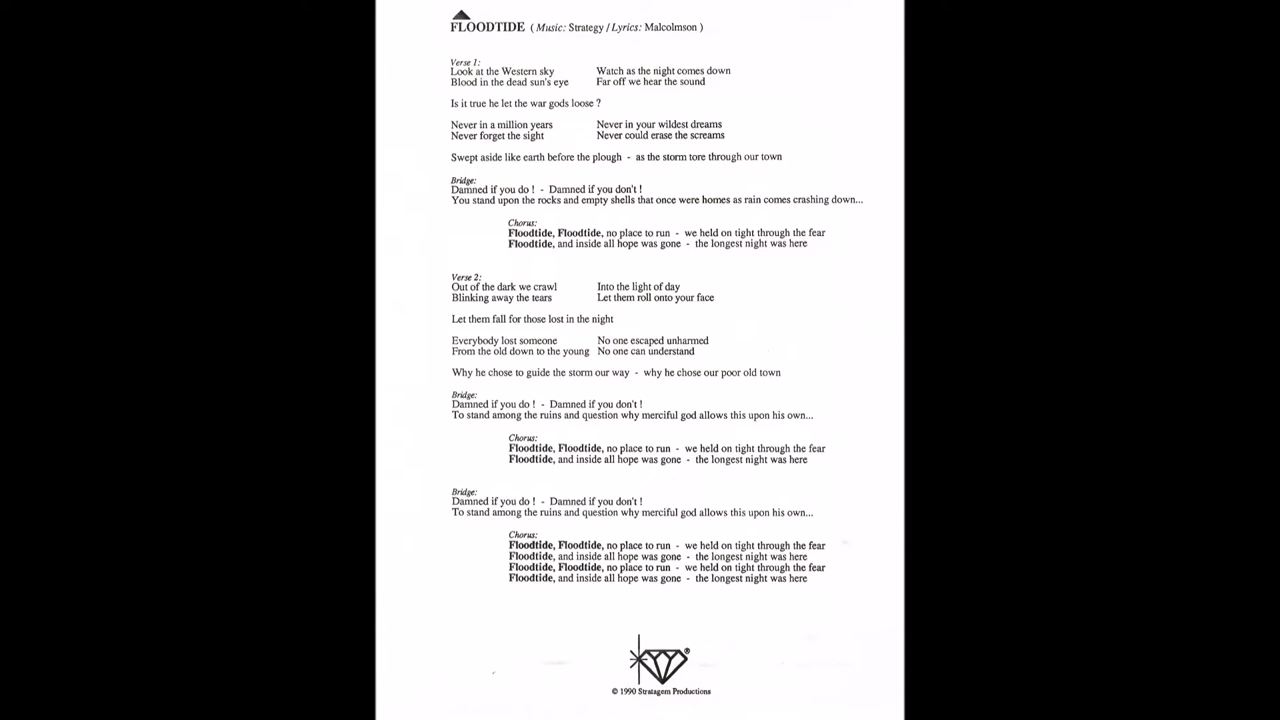 FLOODTIDE ( Music: Strategy / Lyrics: Malcolmson )
Verse 1:
Look at the Western sky Watch as the night comes down
Blood in the dead sun's eye Far off we hear the sound
Is it true he let the war gods loose ?
Never in a million years Never in your wildest dreams
Never forget the sight Never could erase the screams
Swept aside like earth before the plough - as the storm tore through our town
Bridge:
Damned if you do ! - Damned if you don't !
You stand upon the rocks and empty shells that once were homes as rain comes crashing down...
Chorus:
Floodtide, Floodtide, no place to run - we held on tight through the fear
Floodtide, and inside all hope was gone - the longest night was here
Verse 2:
Out of the dark we crawl Into the light of day
Blinking away the tears Let them roll onto your face
Let them fall for those lost in the night
Everybody lost someone No one escaped unharmed
From the old down to the young No one can understand
Why he chose to guide the storm our way - why he chose our poor old town
Bridge:
Damned if you do ! - Damned if you don't !
To stand among the ruins and question why merciful god allows this upon his own...
Chorus:
Floodtide, Floodtide, no place to run - we held on tight through the fear
Floodtide, and inside all hope was gone - the longest night was here
Bridge:
Damned if you do ! - Damned if you don't !
To stand among the ruins and question why merciful god allows this upon his own...
Chorus:
Floodtide, Floodtide, no place to run - we held on tight through the fear
Floodtide, and inside all hope was gone - the longest night was here
Floodtide, Floodtide, no place to run - we held on tight through the fear
Floodtide, and inside all hope was gone - the longest night was here
®
© 1990 Stratagem Productions